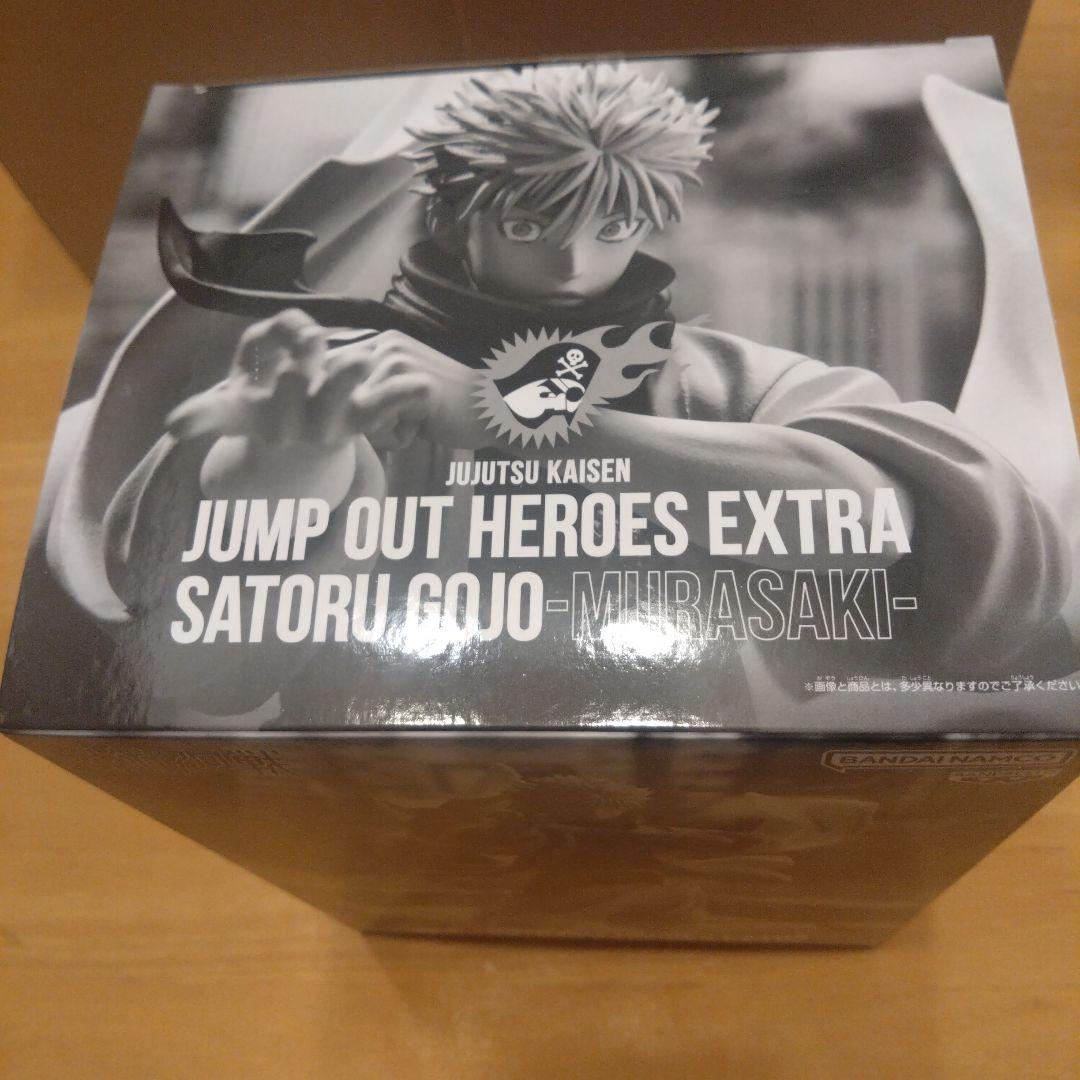 JUJUTSU KAISEN
JUMP OUT HEROES EXTRA
SATORU GOJO-MURASAKI-
※画像と商品とは、多少異なりますのでご了承ください
BANDAI NAMCO